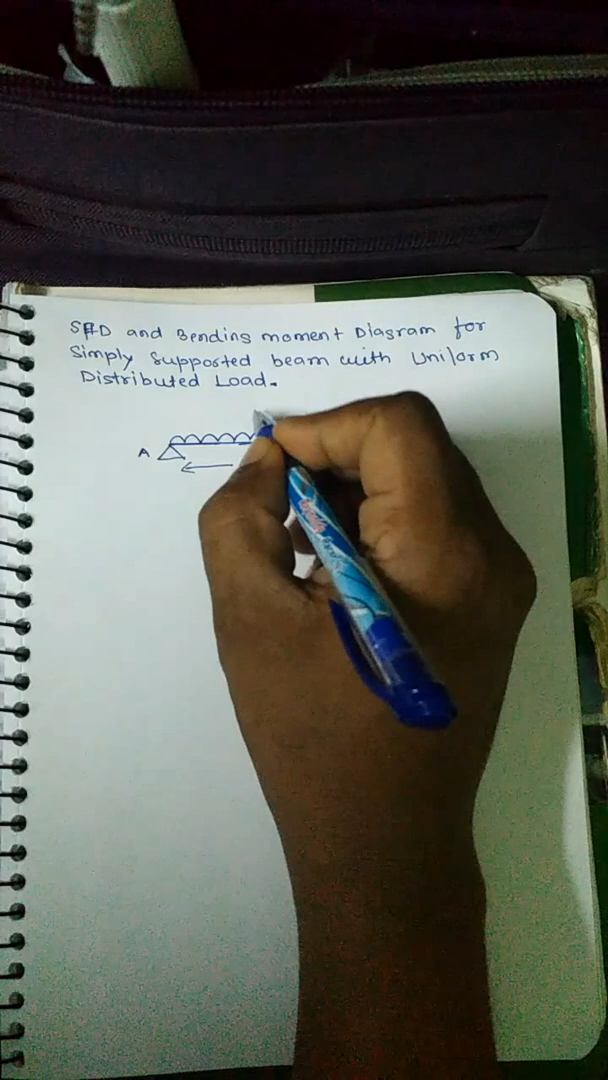 SFD and Bending moment Diagram for
Simply Supported beam with Uniform
Distributed Load.
A